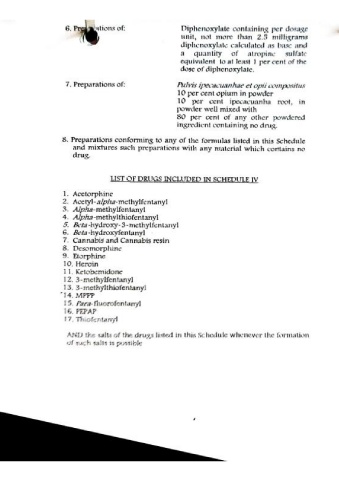 6. Preparations of: Diphenoxylate containing per dosage
unit, not more than 2.5 milligrams
diphenoxylate calculated as base and
a quantity of atropine sulfate
equivalent to at least 1 per cent of the
dose of diphenoxylate.
7. Preparations of: Pulvis ipecacuanhae et opii compositus
10 per cent opium in powder
10 per cent ipecacuanha root, in
powder well mixed with
80 per cent of any other powdered
ingredient containing no drug.
8. Preparations conforming to any of the formulas listed in this Schedule
and mixtures such preparations with any material which contains no
drug.
LIST OF DRUGS INCLUDED IN SCHEDULE IV
1. Acetorphine
2. Acetyl-alpha-methylfentanyl
3. Alpha-methylfentanyl
4. Alpha-methylthiofentanyl
5. Beta-hydroxy-3-methylfentanyl
6. Beta-hydroxyfentanyl
7. Cannabis and Cannabis resin
8. Desomorphine
9. Etorphine
10. Heroin
11. Ketobemidone
12. 3-methylfentanyl
13. 3-methylthiofentanyl
14. MPPP
15. Para-fluorofentanyl
16. PEPAP
17. Thiofentanyl
AND the salts of the drugs listed in this Schedule whenever the formation
of such salts is possible